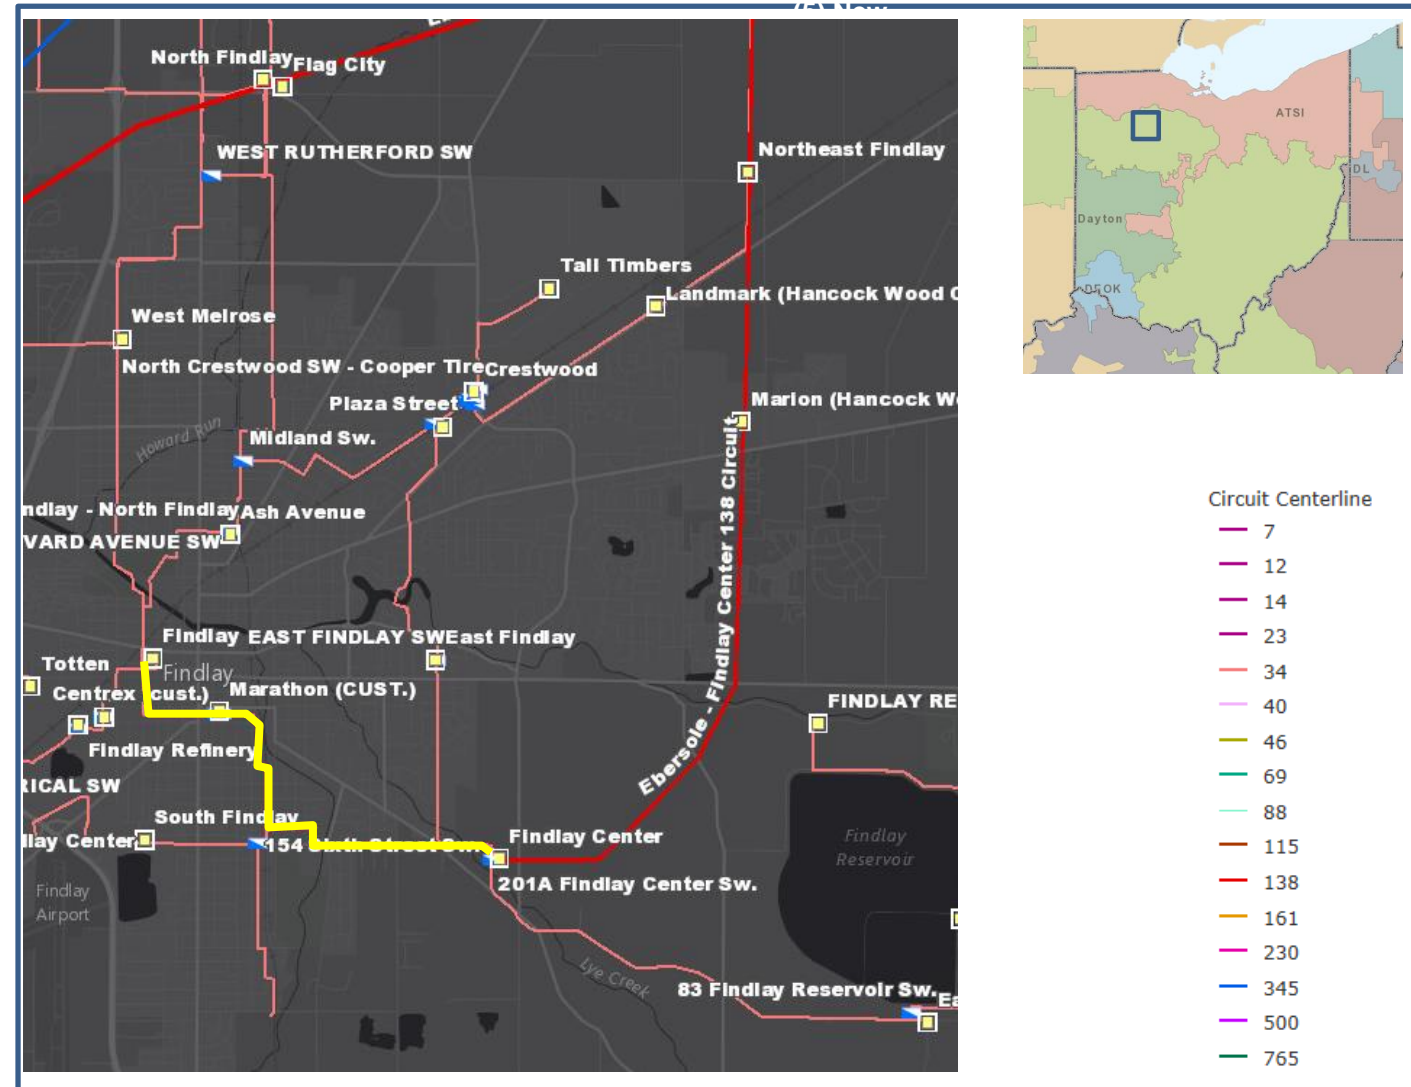 North Findlay
Flag City
WEST RUTHERFORD SW
Northeast Findlay
Tall Timbers
Landmark (Hancock Wood
West Melrose
North Crestwood SW - Cooper Tire
Crestwood
Plaza Street
Marion (Hancock
Howard Run
Midland Sw.
ndlay - North Findlay
Ash Avenue
VARD AVENUE SW
Ebersole - Findlay Center 138 Circuit
Findlay
EAST FINDLAY SW
East Findlay
Totten
Findlay
Centrex (cust.)
Marathon (CUST.)
FINDLAY RE
Findlay Refinery
RICAL SW
South Findlay
lay Center
154 Sixth Street Sw.
Findlay Center
Findlay
Reservoir
201A Findlay Center Sw.
Findlay
Airport
Lye Creek
83 Findlay Reservoir Sw.
Ea
ATSI
DL
Dayton
DEOK
Circuit Centerline
7
12
14
23
34
40
46
69
88
115
138
161
230
345
500
765